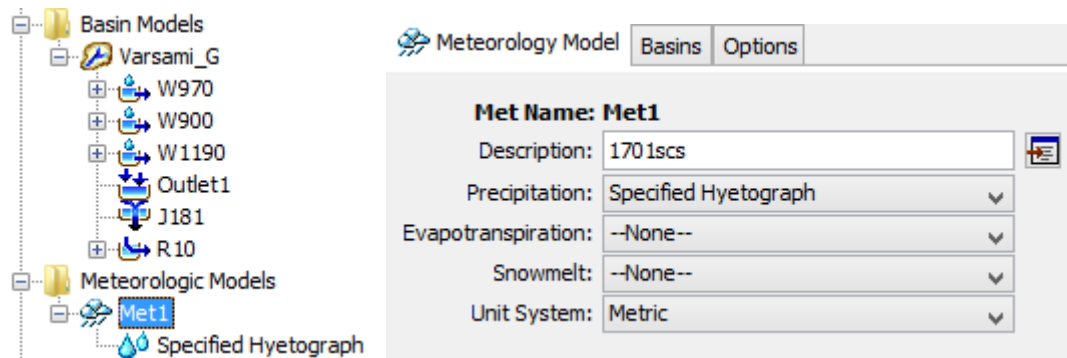 Basin Models
Varsami_G
W970
W900
W1190
Outlet1
J181
R10
Meteorologic Models
Met1
Specified Hyetograph
Meteorology Model Basins Options
Met Name: Met1
Description: 1701scs
Precipitation: Specified Hyetograph
Evapotranspiration: --None--
Snowmelt: --None--
Unit System: Metric